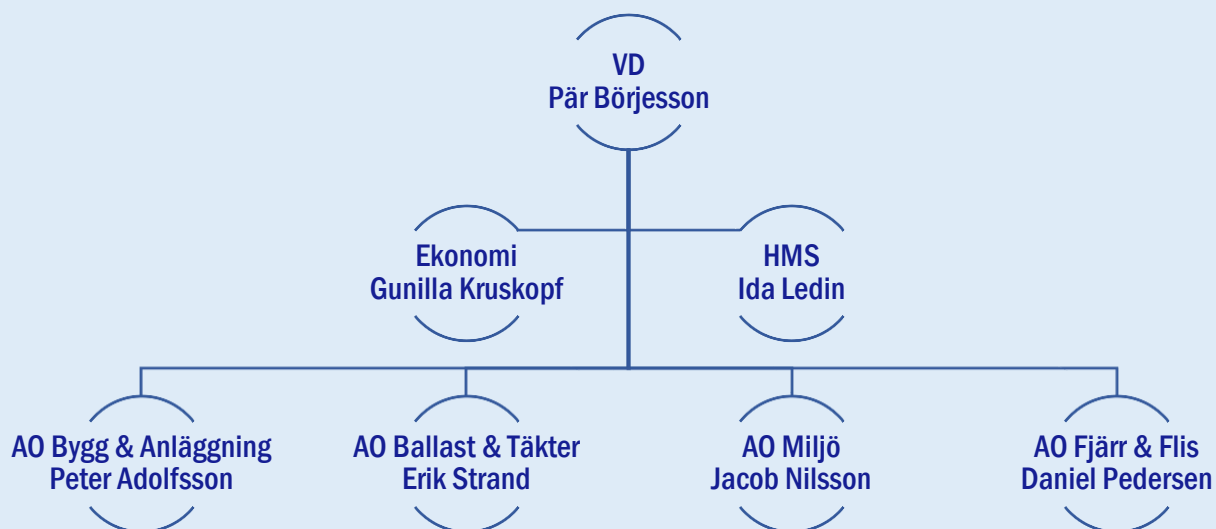 VD
Pär Börjesson
Ekonomi
Gunilla Kruskopf
HMS
Ida Ledin
AO Bygg & Anläggning
Peter Adolfsson
AO Ballast & Täkter
Erik Strand
AO Miljö
Jacob Nilsson
AO Fjärr & Flis
Daniel Pedersen